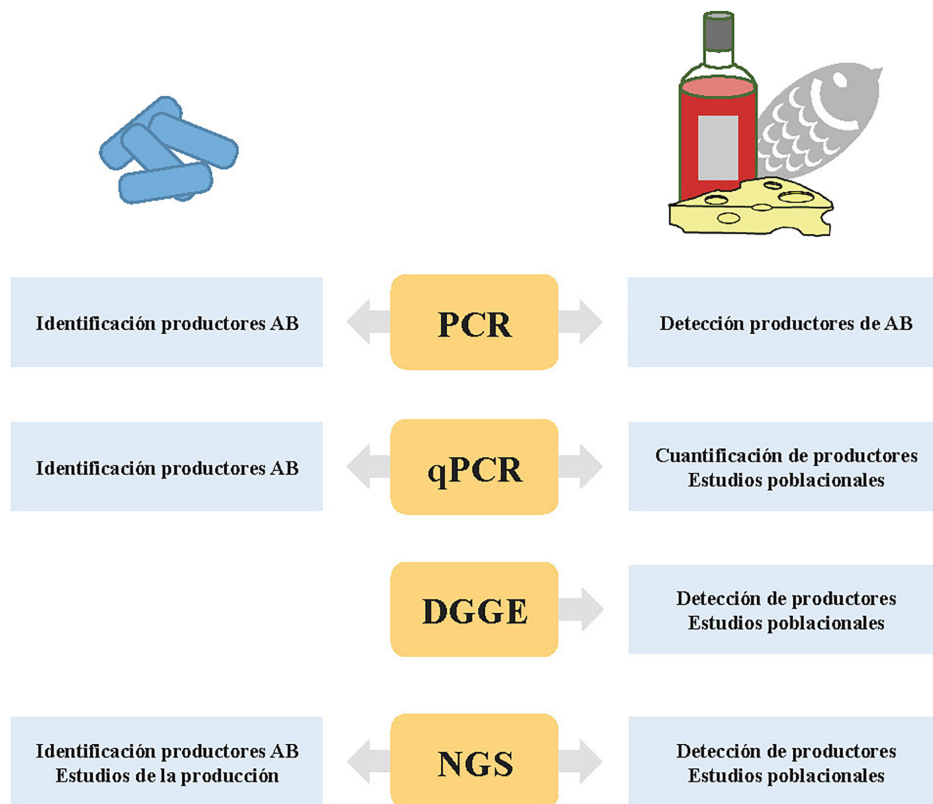 Identificación productores AB
PCR
Detección productores de AB
Identificación productores AB
qPCR
Cuantificación de productores
Estudios poblacionales
DGGE
Detección de productores
Estudios poblacionales
Identificación productores AB
Estudios de la producción
NGS
Detección de productores
Estudios poblacionales